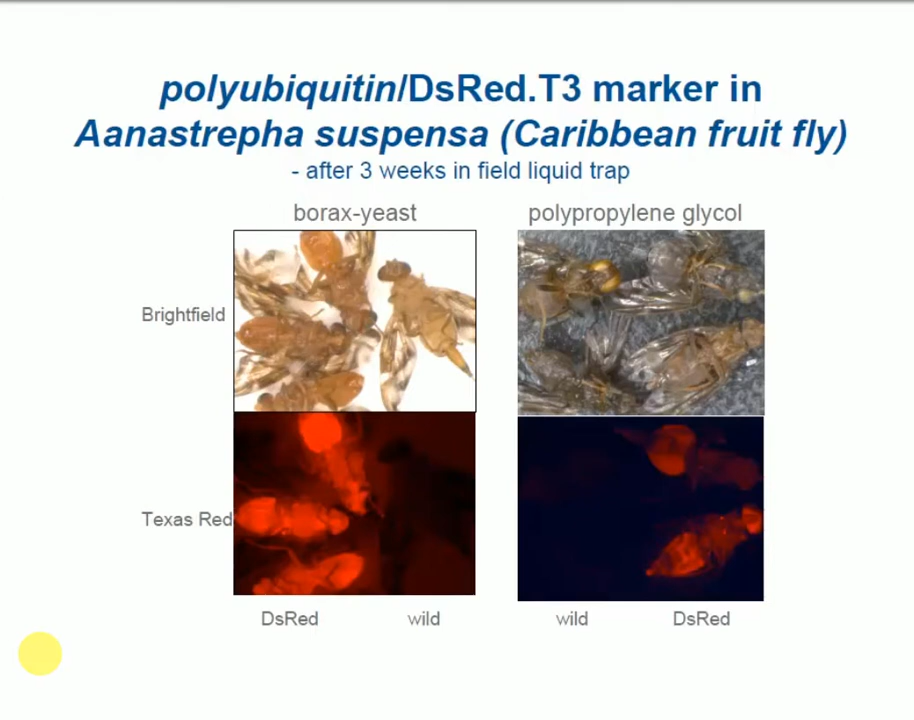 polyubiquitin/DsRed.T3 marker in
Aanastrepha suspensa (Caribbean fruit fly)
- after 3 weeks in field liquid trap
borax-yeast
polypropylene glycol
Brightfield
Texas Red
DsRed
wild
wild
DsRed